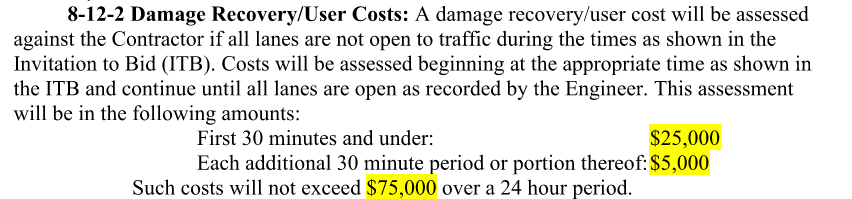 8-12-2 Damage Recovery/User Costs: A damage recovery/user cost will be assessed
against the Contractor if all lanes are not open to traffic during the times as shown in the
Invitation to Bid (ITB). Costs will be assessed beginning at the appropriate time as shown in
the ITB and continue until all lanes are open as recorded by the Engineer. This assessment
will be in the following amounts:
First 30 minutes and under: $25,000
Each additional 30 minute period or portion thereof: $5,000
Such costs will not exceed $75,000 over a 24 hour period.